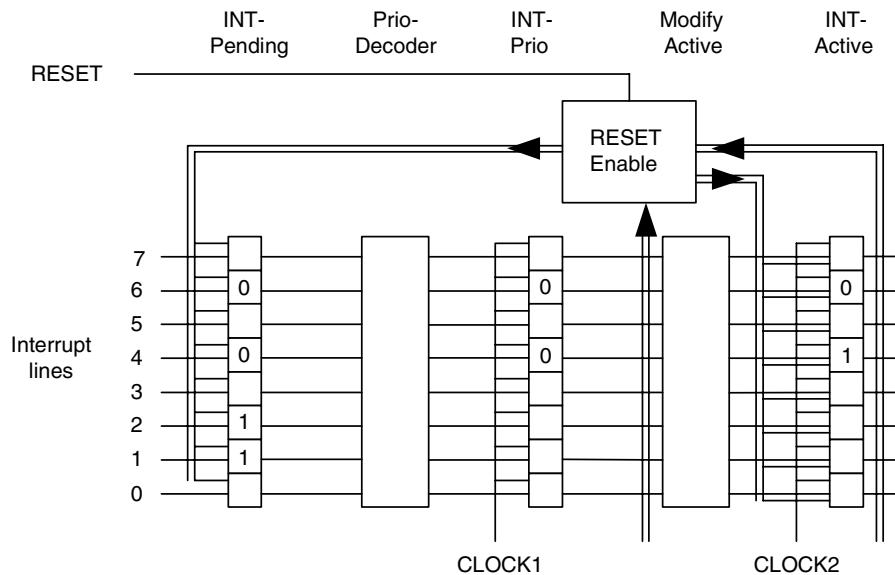 INT-
Pending
Prio-
Decoder
INT-
Prio
Modify
Active
INT-
Active
RESET
RESET
Enable
Interrupt
lines
7
6 0 0 0
5
4 0 0 1
3
2 1
1 1
0
CLOCK1
CLOCK2